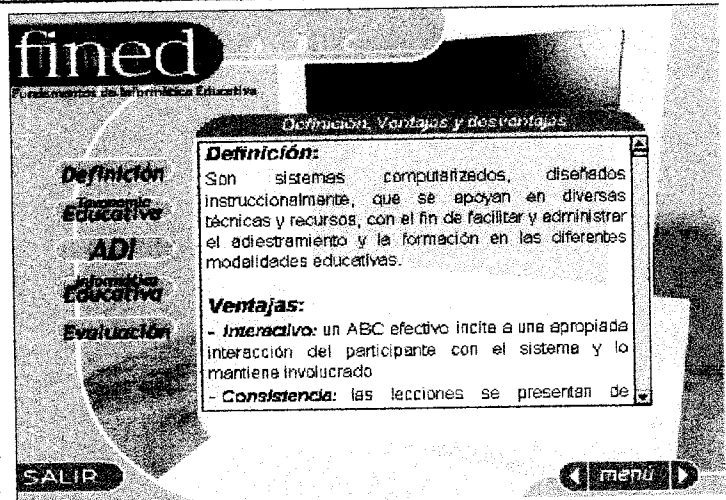 fined
A B C
Fundamentos de Informática Educativa
Definición, Ventajas y desventajas
Definición
Taxonomía
Educativa
ADI
Informática
Educativa
Evaluación
Definición:
Son sistemas computarizados, diseñados
instruccionalmente, que se apoyan en diversas
técnicas y recursos, con el fin de facilitar y administrar
el adiestramiento y la formación en las diferentes
modalidades educativas.
Ventajas:
- Interactivo: un ABC efectivo incita a una apropiada
interacción del participante con el sistema y lo
mantiene involucrado
- Consistencia: las lecciones se presentan de
SALIR
menú